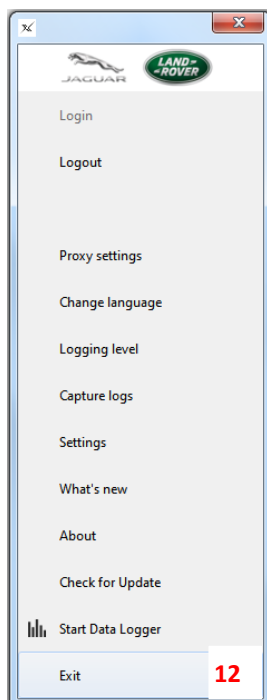 JAGUAR
LAND-
-ROVER
Login
Logout
Proxy settings
Change language
Logging level
Capture logs
Settings
What's new
About
Check for Update
Start Data Logger
Exit 12